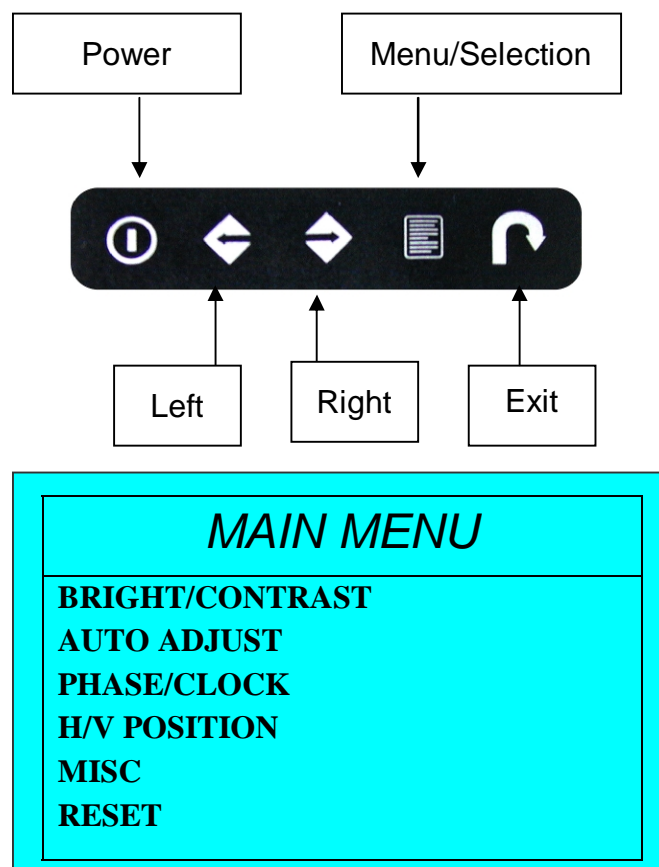 Power
Menu/Selection
Left
Right
Exit
MAIN MENU
BRIGHT/CONTRAST
AUTO ADJUST
PHASE/CLOCK
H/V POSITION
MISC
RESET